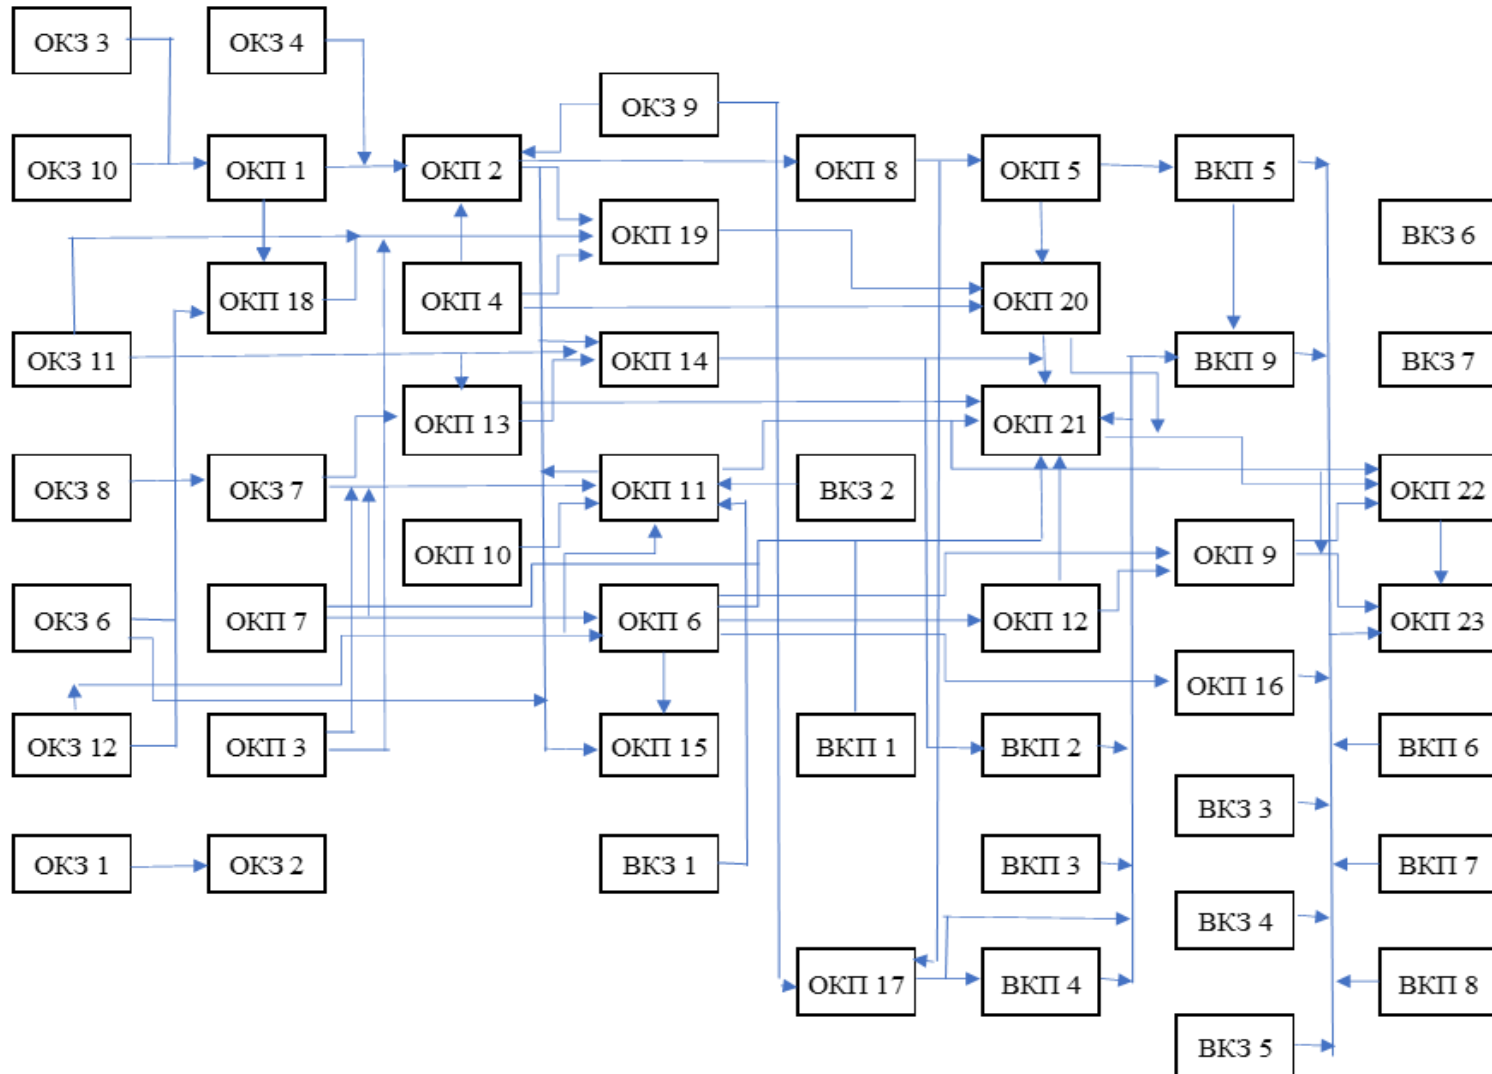 ОКЗ 3
ОКЗ 4
ОКЗ 9
ОКЗ 10
ОКП 1
ОКП 2
ОКП 8
ОКП 5
ВКП 5
ОКП 19
ВКЗ 6
ОКП 18
ОКП 4
ОКП 20
ОКЗ 11
ОКП 14
ВКП 9
ВКЗ 7
ОКП 13
ОКП 21
ОКЗ 8
ОКЗ 7
ОКП 11
ВКЗ 2
ОКП 22
ОКП 10
ОКП 9
ОКЗ 6
ОКП 7
ОКП 6
ОКП 12
ОКП 23
ОКП 16
ОКЗ 12
ОКП 3
ОКП 15
ВКП 1
ВКП 2
ВКП 6
ВКЗ 3
ОКЗ 1
ОКЗ 2
ВКЗ 1
ВКП 3
ВКП 7
ВКЗ 4
ОКП 17
ВКП 4
ВКП 8
ВКЗ 5